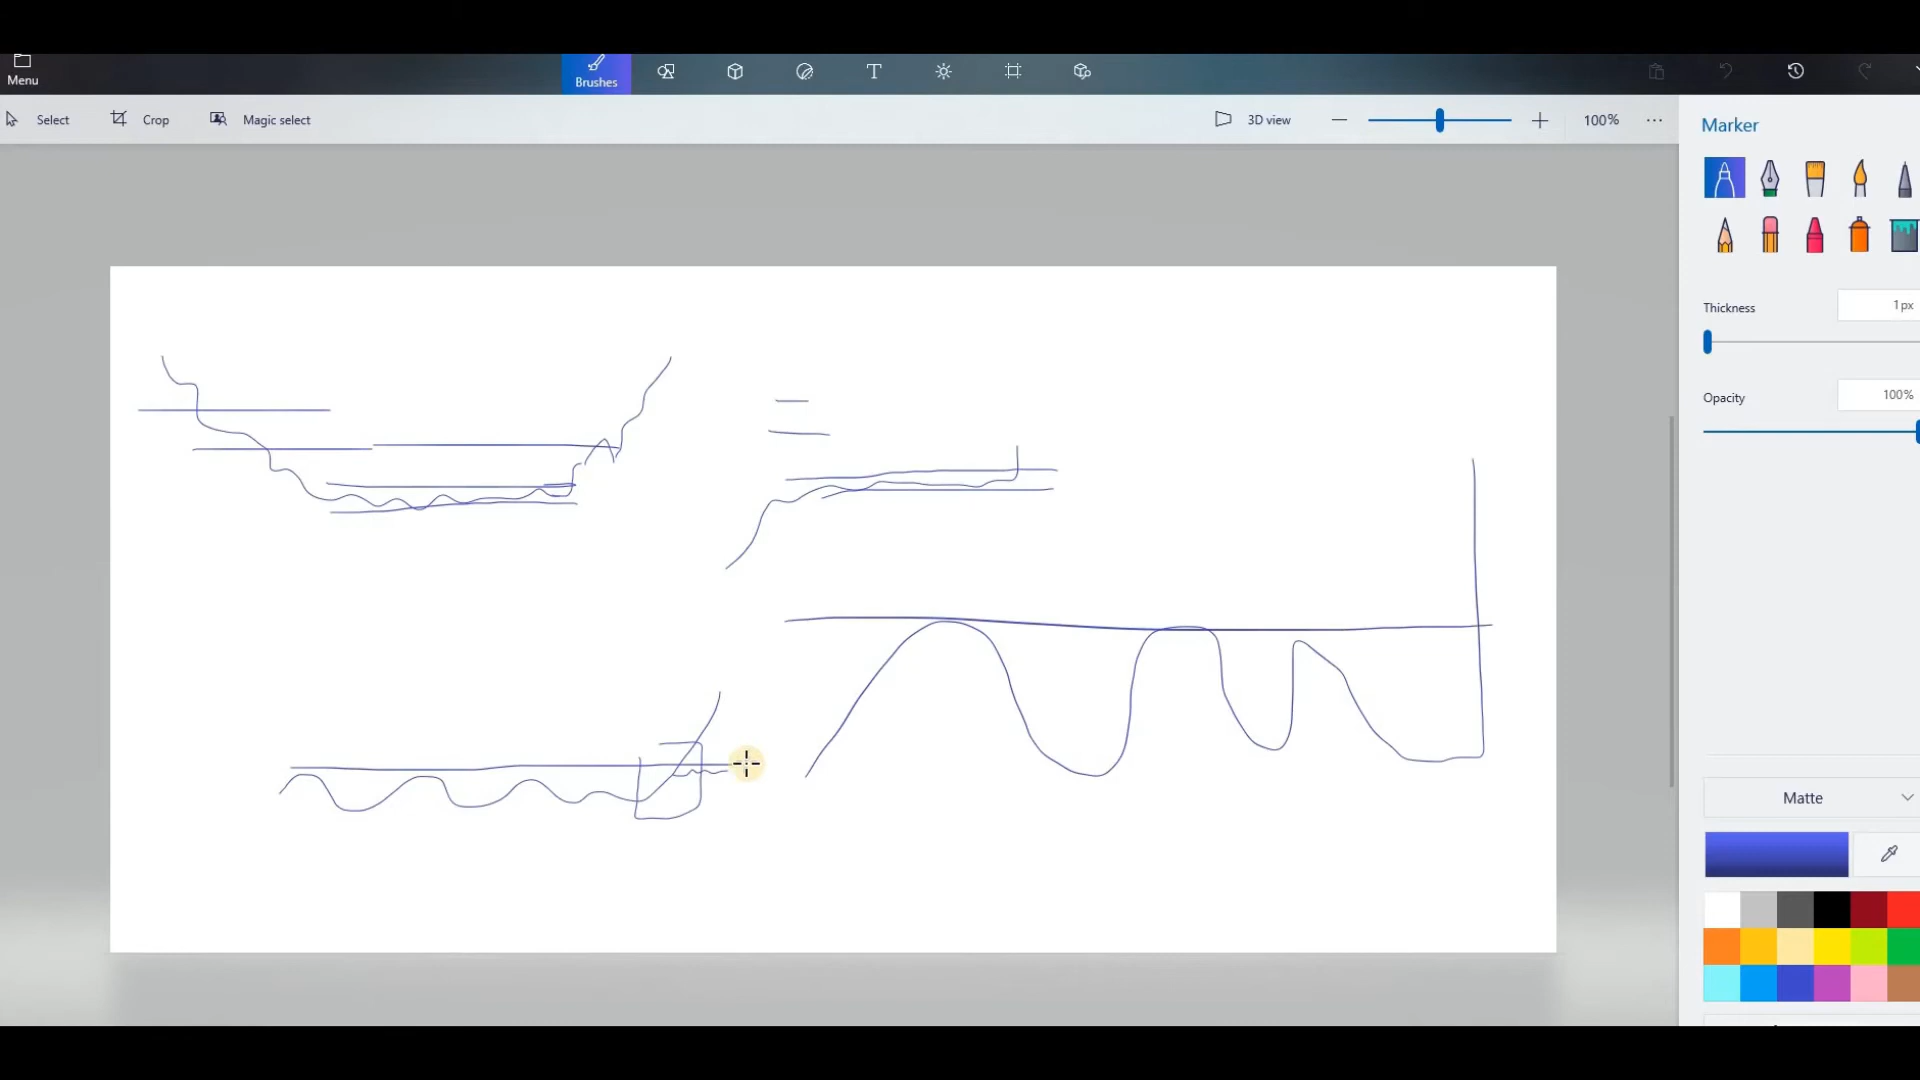 Menu
Brushes
Select
Crop
Magic select
3D view
100%
Marker
Thickness
1px
Opacity
100%
Matte